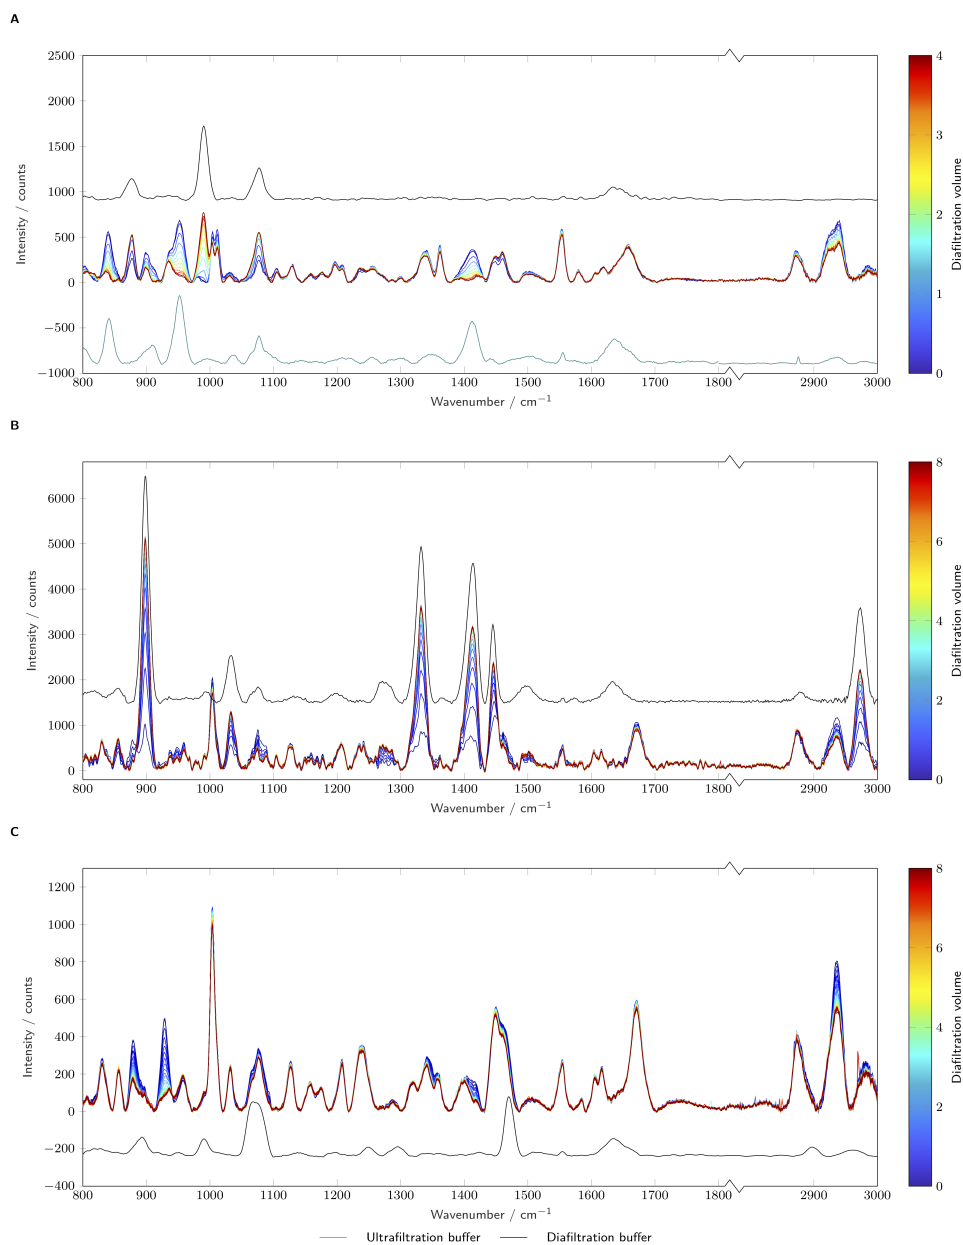 A
2500
2000
1500
1000
500
0
−500
−1000
Intensity / counts
800 900 1000 1100 1200 1300 1400 1500 1600 1700 1800 2900 3000
Wavenumber / cm−1
4
3
2
1
0
Diafiltration volume
B
6000
5000
4000
3000
2000
1000
0
Intensity / counts
800 900 1000 1100 1200 1300 1400 1500 1600 1700 1800 2900 3000
Wavenumber / cm−1
8
6
4
2
0
Diafiltration volume
C
1200
1000
800
600
400
200
0
−200
−400
Intensity / counts
800 900 1000 1100 1200 1300 1400 1500 1600 1700 1800 2900 3000
Wavenumber / cm−1
8
6
4
2
0
Diafiltration volume
Ultrafiltration buffer Diafiltration buffer